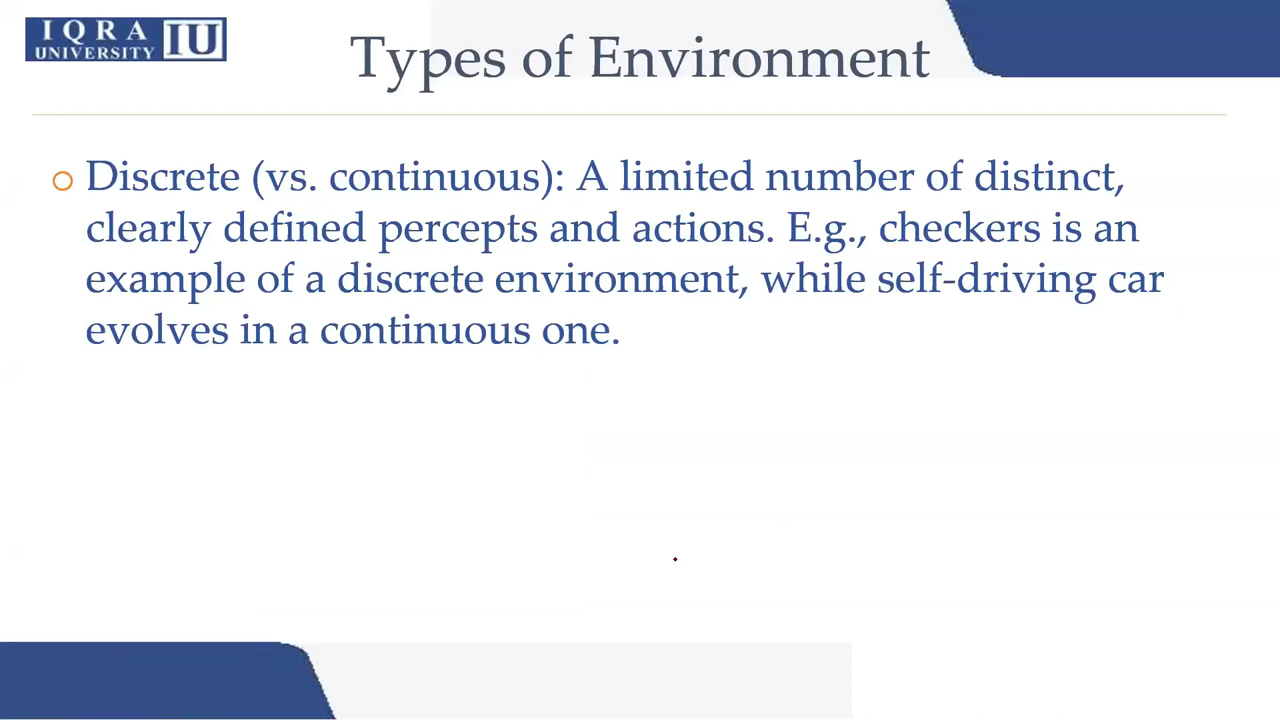 IQRA
UNIVERSITY IU
Types of Environment
Discrete (vs. continuous): A limited number of distinct,
clearly defined percepts and actions. E.g., checkers is an
example of a discrete environment, while self-driving car
evolves in a continuous one.